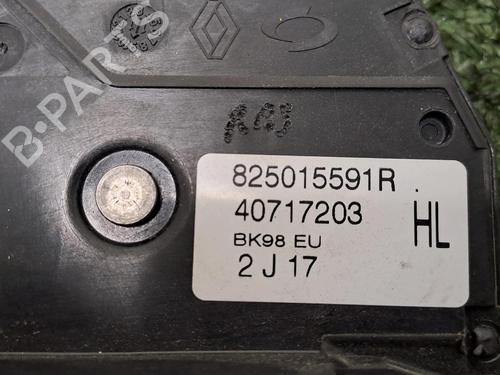 825015591R
40717203
HL
BK98 EU
2 J 17
B-PARTS